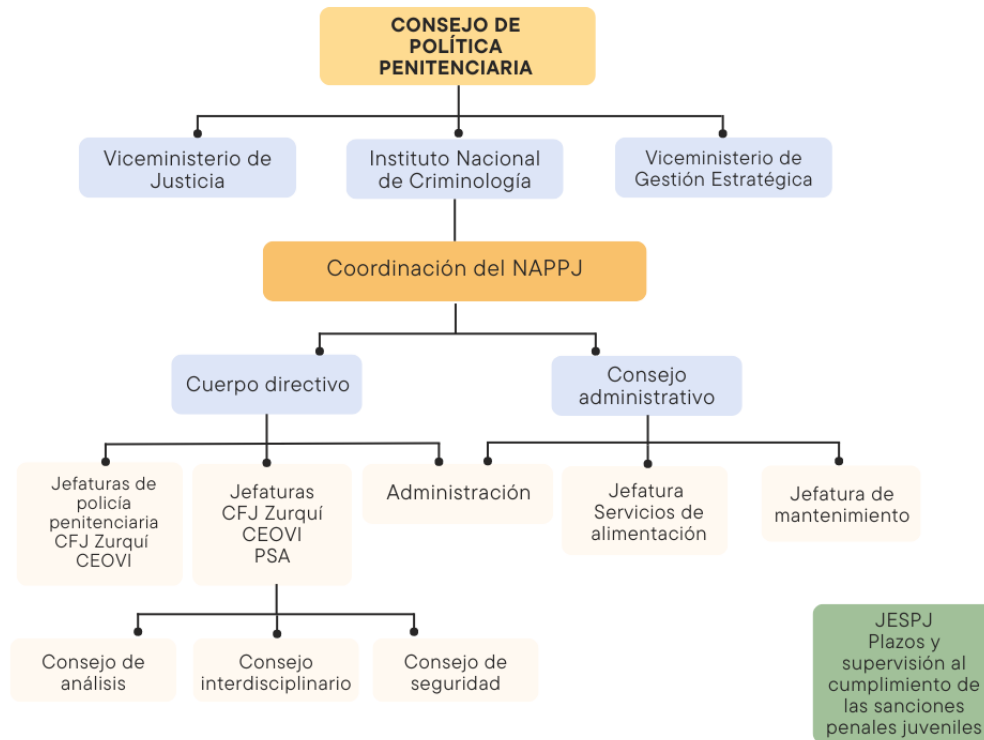 CONSEJO DE
POLÍTICA
PENITENCIARIA
Viceministerio de
Justicia
Instituto Nacional
de Criminología
Viceministerio de
Gestión Estratégica
Coordinación del NAPPJ
Cuerpo directivo
Consejo
administrativo
Jefaturas de
policía
penitenciaria
CFJ Zurquí
CEOVI
Jefaturas
CFJ Zurquí
CEOVI
PSA
Administración
Jefatura
Servicios de
alimentación
Jefatura de
mantenimiento
Consejo de
análisis
Consejo
interdisciplinario
Consejo de
seguridad
JESPJ
Plazos y
supervisión al
cumplimiento de
las sanciones
penales juveniles